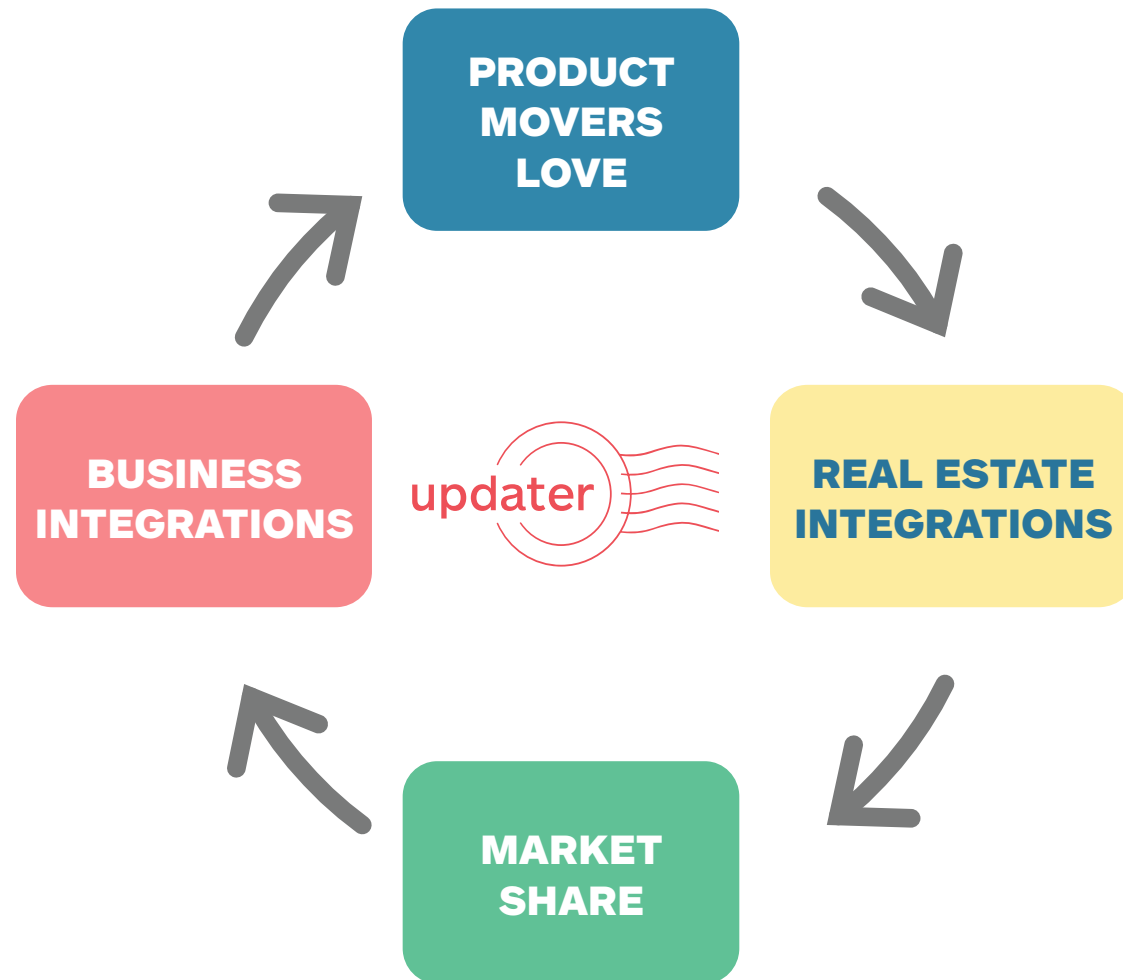 PRODUCT
MOVERS
LOVE
BUSINESS
INTEGRATIONS
updater
REAL ESTATE
INTEGRATIONS
MARKET
SHARE